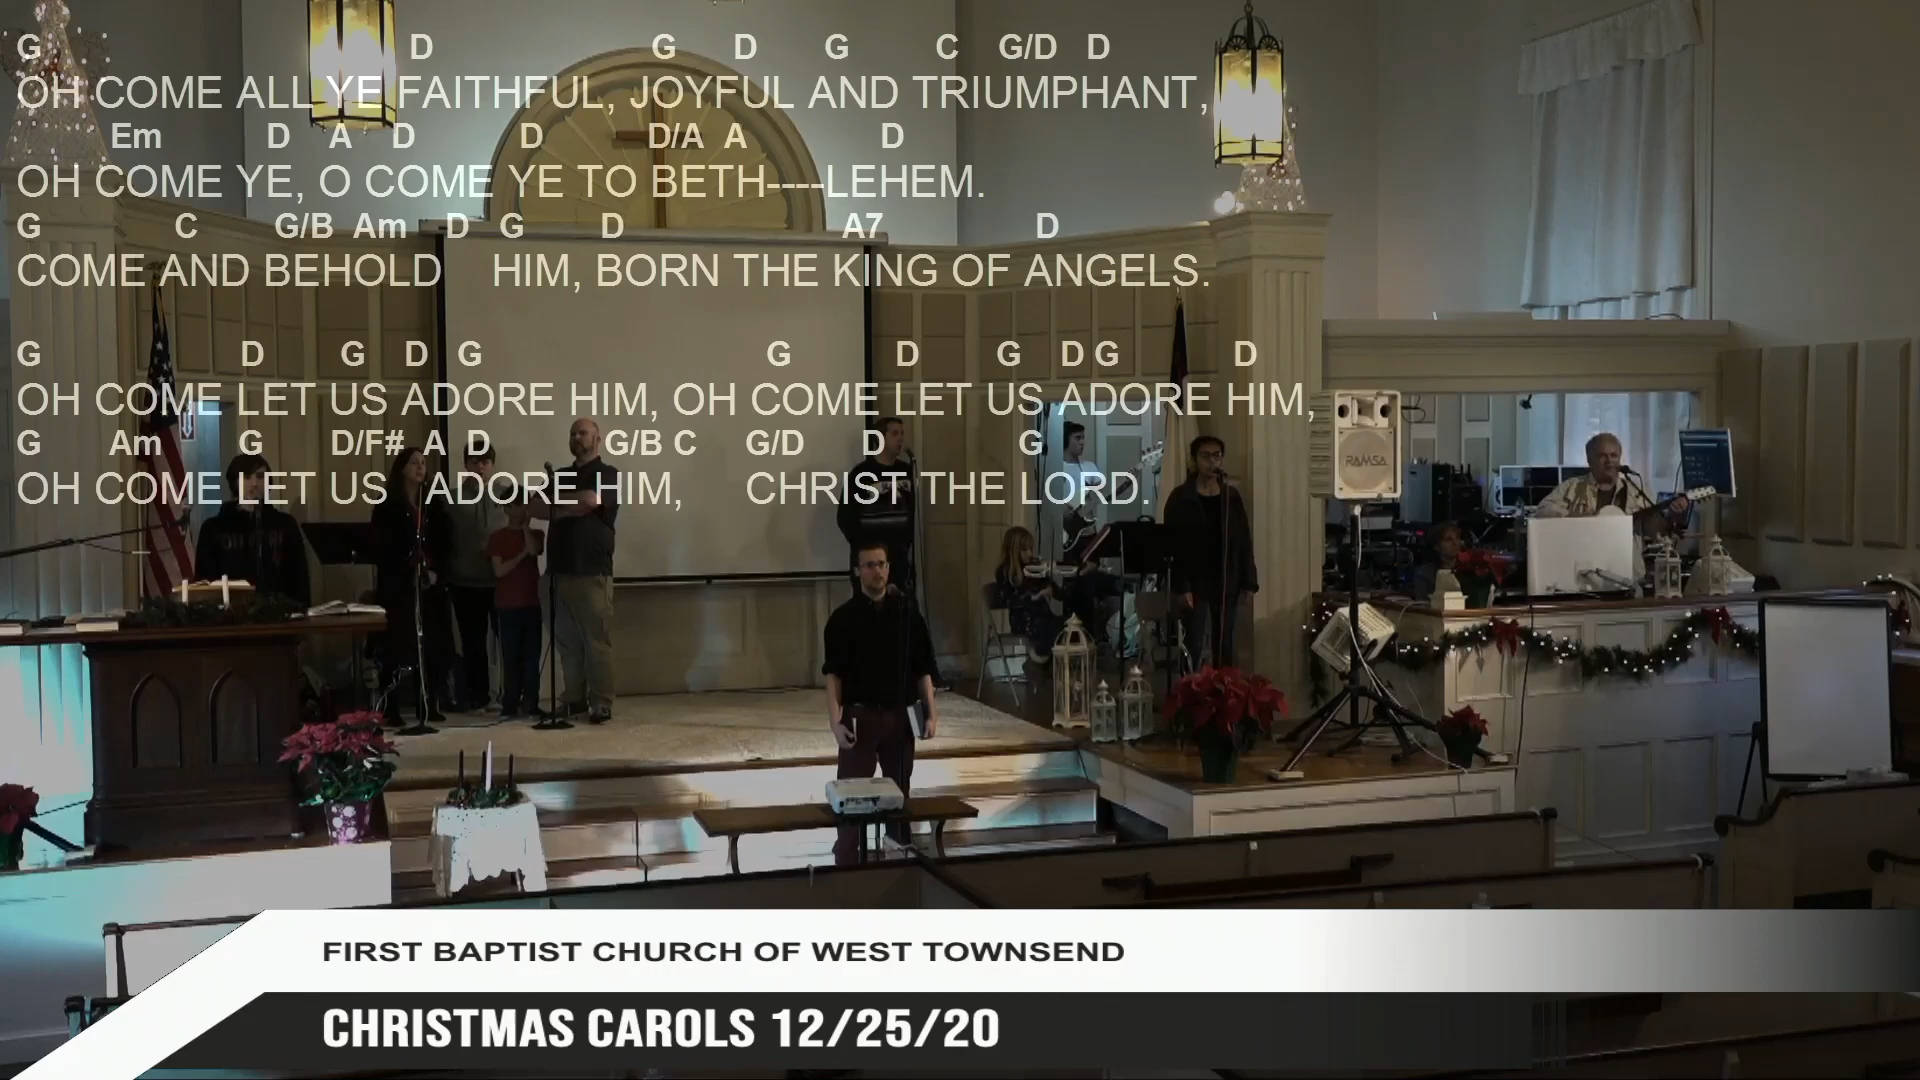 G D G D G C G/D D
OH COME ALL YE FAITHFUL, JOYFUL AND TRIUMPHANT,
Em D A D D D/A A D
OH COME YE, O COME YE TO BETH----LEHEM.
G C G/B Am D G D A7 D
COME AND BEHOLD HIM, BORN THE KING OF ANGELS.
G D G D G G D G D G D
OH COME LET US ADORE HIM, OH COME LET US ADORE HIM,
G Am G D/F# A D G/B C G/D D G
OH COME LET US ADORE HIM, CHRIST THE LORD.
RAMSA
FIRST BAPTIST CHURCH OF WEST TOWNSEND
CHRISTMAS CAROLS 12/25/20